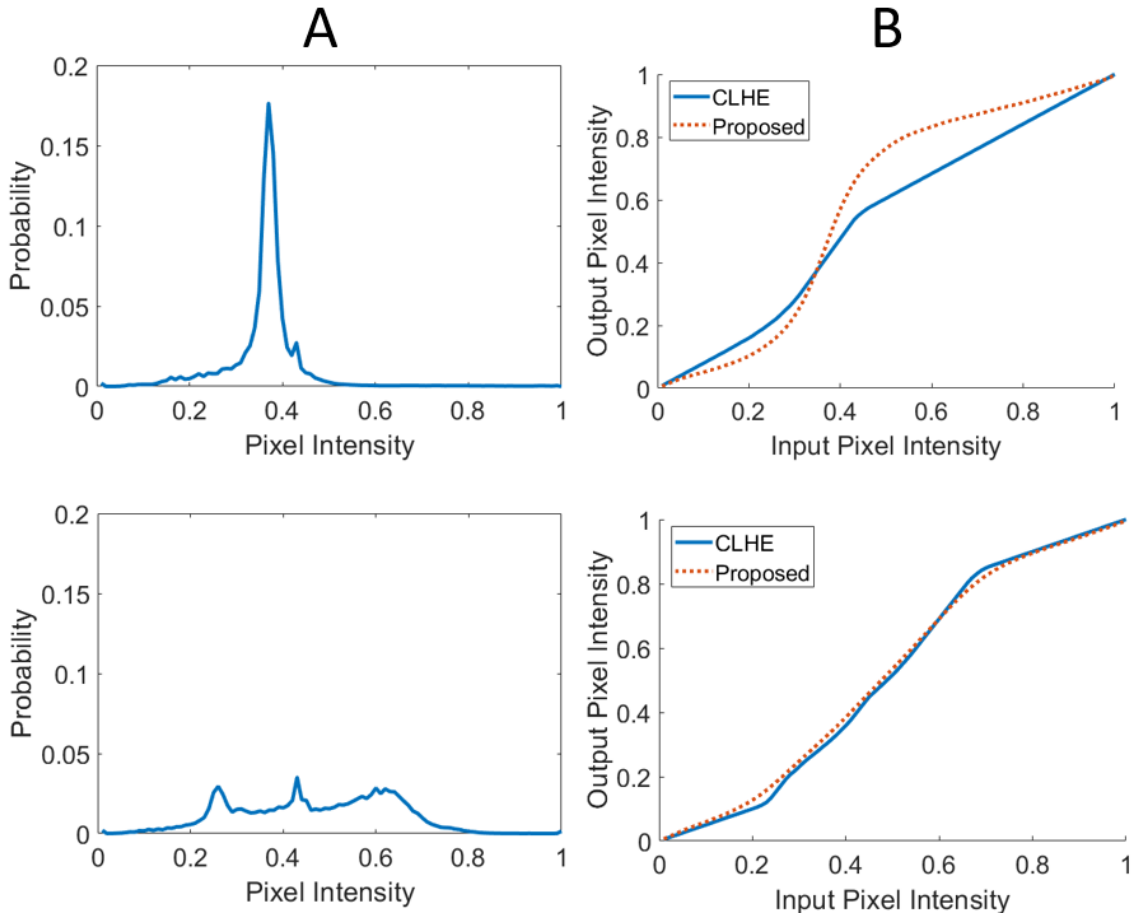 A
B
0.2
0.15
0.1
0.05
0
Probability
0 0.2 0.4 0.6 0.8 1
Pixel Intensity
1
0.8
0.6
0.4
0.2
0
Output Pixel Intensity
CLHE
Proposed
0 0.2 0.4 0.6 0.8 1
Input Pixel Intensity
0.2
0.15
0.1
0.05
0
Probability
0 0.2 0.4 0.6 0.8 1
Pixel Intensity
1
0.8
0.6
0.4
0.2
0
Output Pixel Intensity
CLHE
Proposed
0 0.2 0.4 0.6 0.8 1
Input Pixel Intensity